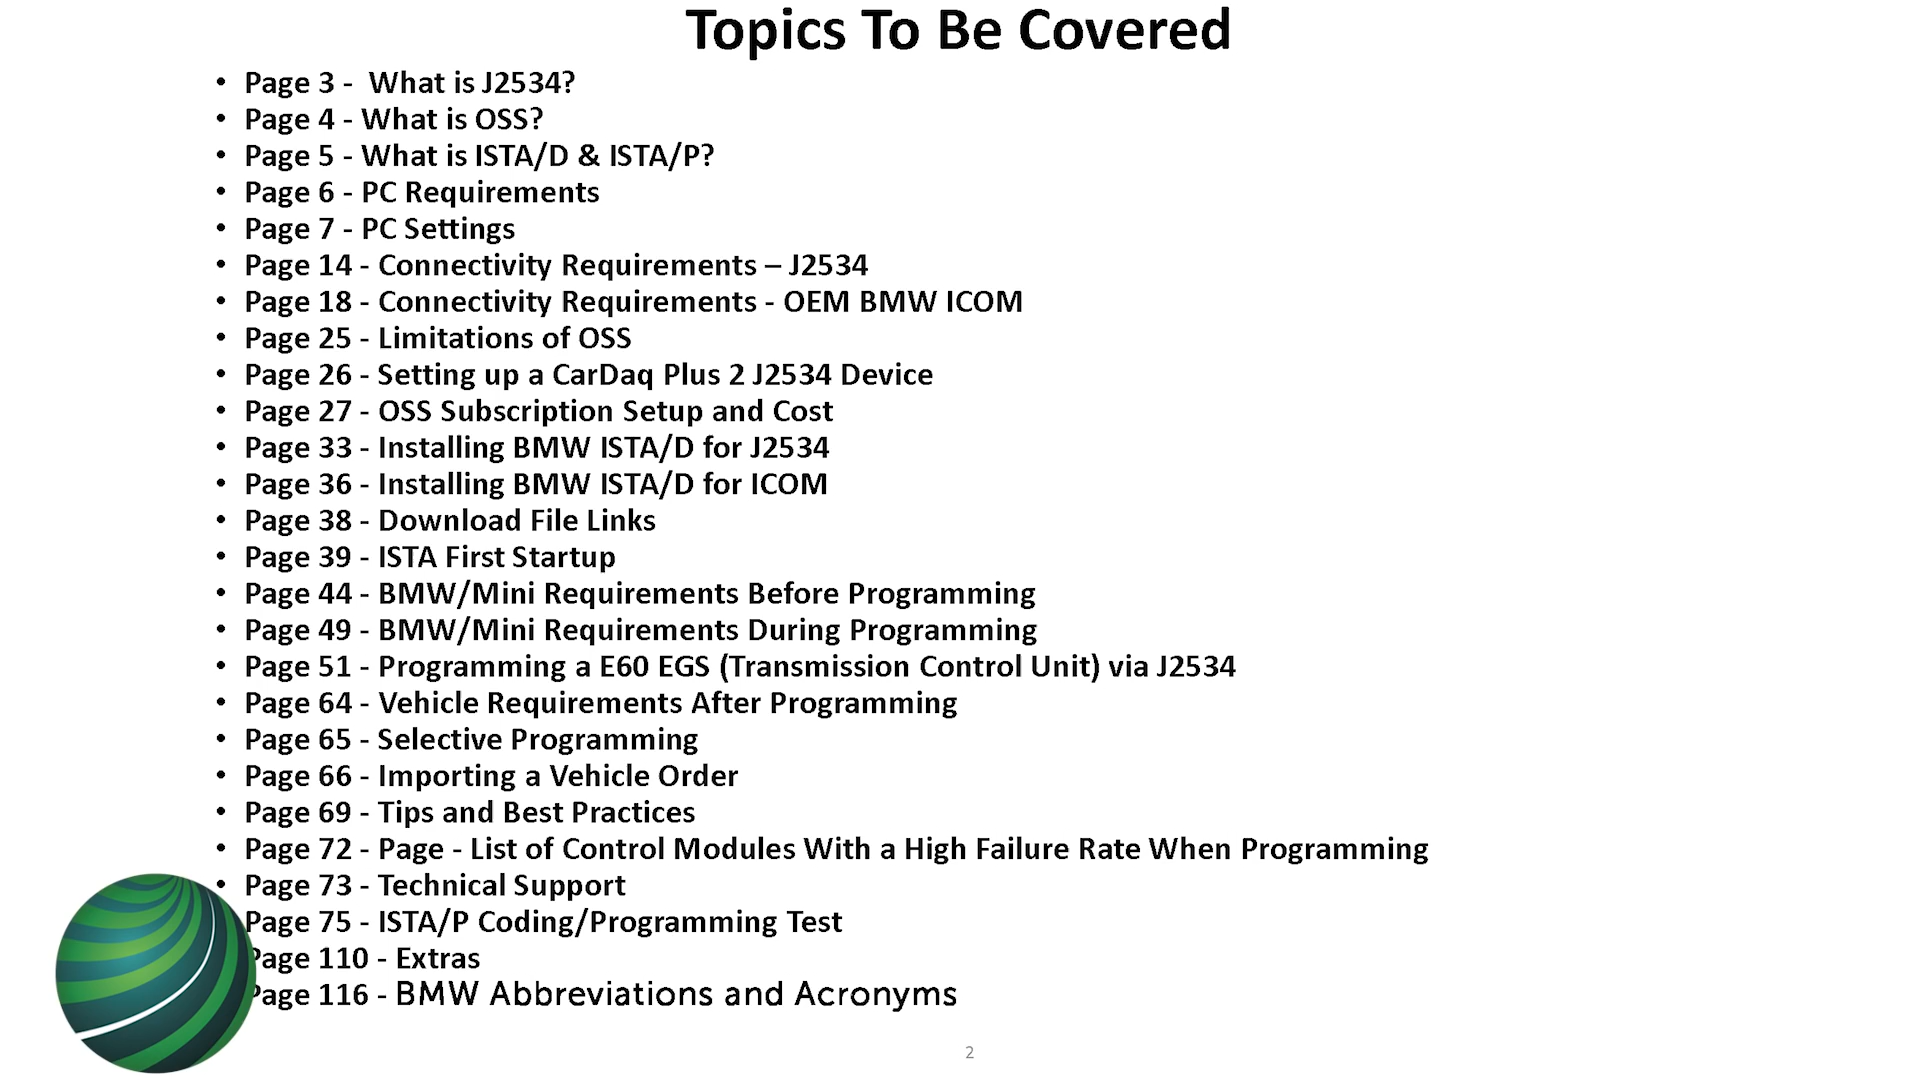 Topics To Be Covered
• Page 3 - What is J2534?
• Page 4 - What is OSS?
• Page 5 - What is ISTA/D & ISTA/P?
• Page 6 - PC Requirements
• Page 7 - PC Settings
• Page 14 - Connectivity Requirements – J2534
• Page 18 - Connectivity Requirements - OEM BMW ICOM
• Page 25 - Limitations of OSS
• Page 26 - Setting up a CarDaq Plus 2 J2534 Device
• Page 27 - OSS Subscription Setup and Cost
• Page 33 - Installing BMW ISTA/D for J2534
• Page 36 - Installing BMW ISTA/D for ICOM
• Page 38 - Download File Links
• Page 39 - ISTA First Startup
• Page 44 - BMW/Mini Requirements Before Programming
• Page 49 - BMW/Mini Requirements During Programming
• Page 51 - Programming a E60 EGS (Transmission Control Unit) via J2534
• Page 64 - Vehicle Requirements After Programming
• Page 65 - Selective Programming
• Page 66 - Importing a Vehicle Order
• Page 69 - Tips and Best Practices
• Page 72 - Page - List of Control Modules With a High Failure Rate When Programming
• Page 73 - Technical Support
Page 75 - ISTA/P Coding/Programming Test
Page 110 - Extras
Page 116 - BMW Abbreviations and Acronyms
2